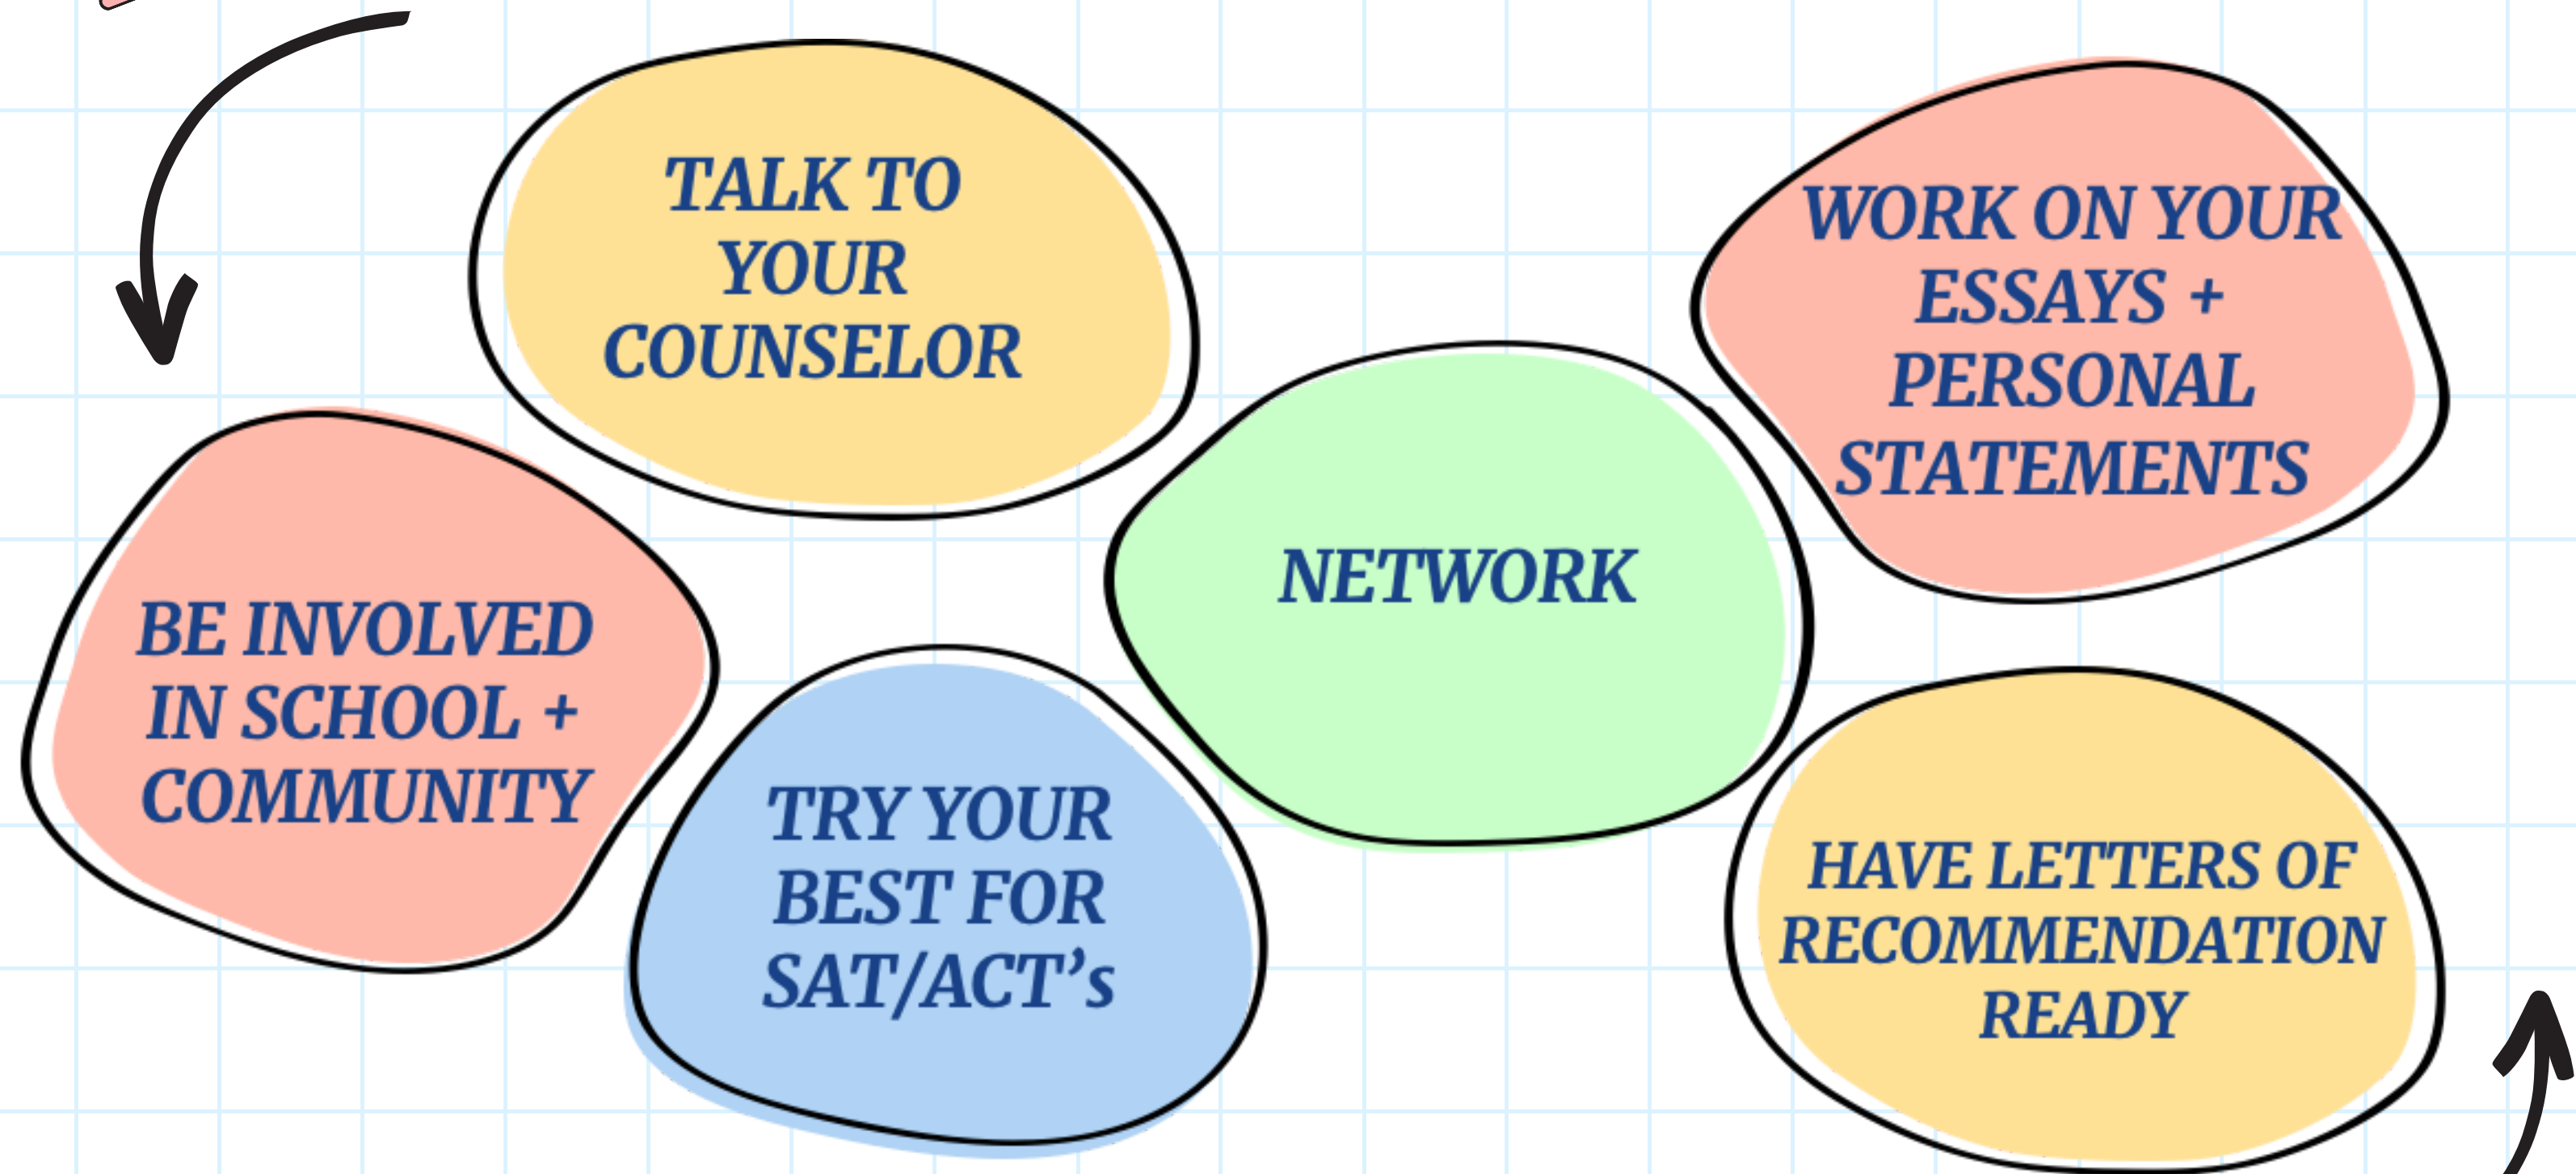 TALK TO
YOUR
COUNSELOR
WORK ON YOUR
ESSAYS +
PERSONAL
STATEMENTS
BE INVOLVED
IN SCHOOL +
COMMUNITY
NETWORK
TRY YOUR
BEST FOR
SAT/ACT’s
HAVE LETTERS OF
RECOMMENDATION
READY